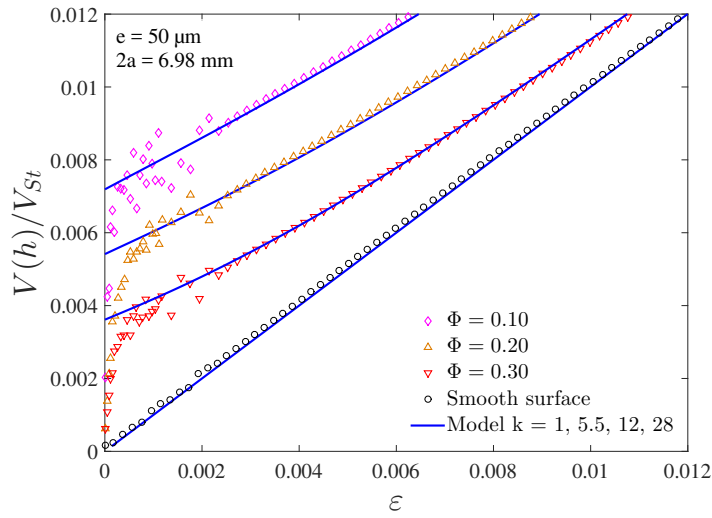 0.012
0.01
0.008
0.006
0.004
0.002
0
V(h)/V_{St}
e = 50 μm
2a = 6.98 mm
Φ = 0.10
Φ = 0.20
Φ = 0.30
Smooth surface
Model k = 1, 5.5, 12, 28
0 0.002 0.004 0.006 0.008 0.01 0.012
ε